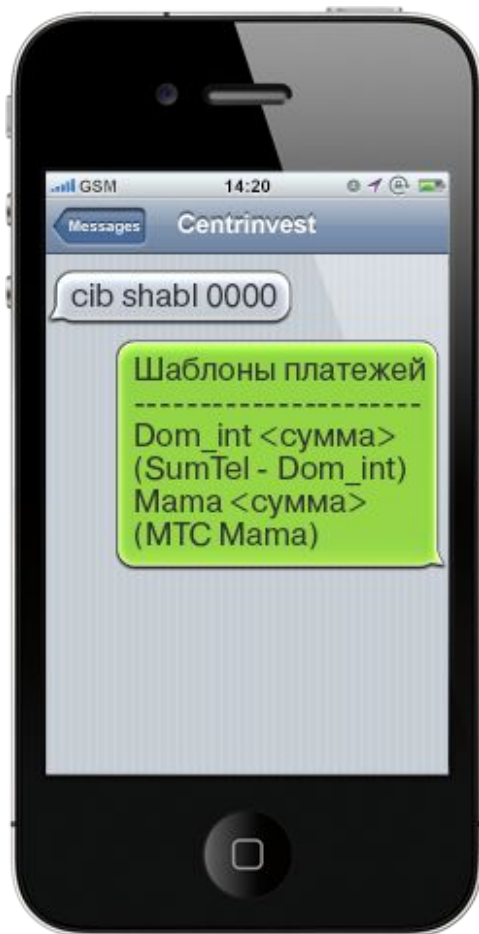 GSM
14:20
Messages
Centrinvest
cib shabl 0000
Шаблоны платежей
----------------------
Dom_int <сумма>
(SumTel - Dom_int)
Mama <сумма>
(МТС Mama)